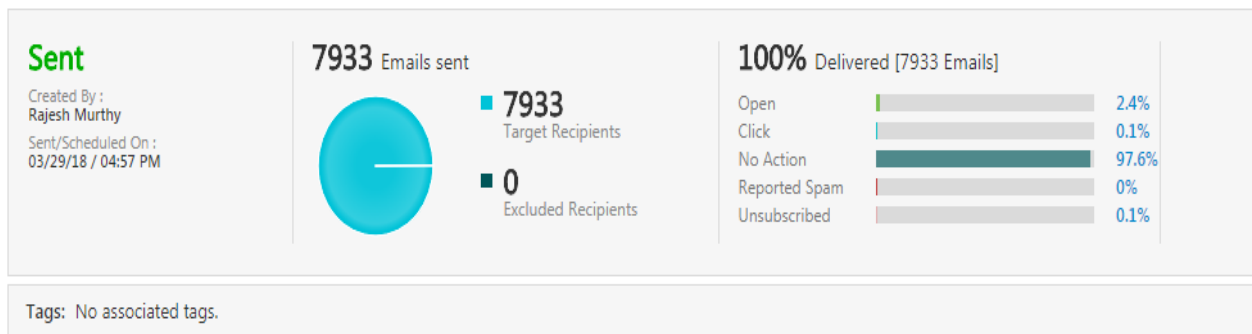 Sent
Created By :
Rajesh Murthy
Sent/Scheduled On :
03/29/18 / 04:57 PM
7933 Emails sent
7933
Target Recipients
0
Excluded Recipients
100% Delivered [7933 Emails]
Open 2.4%
Click 0.1%
No Action 97.6%
Reported Spam 0%
Unsubscribed 0.1%
Tags: No associated tags.